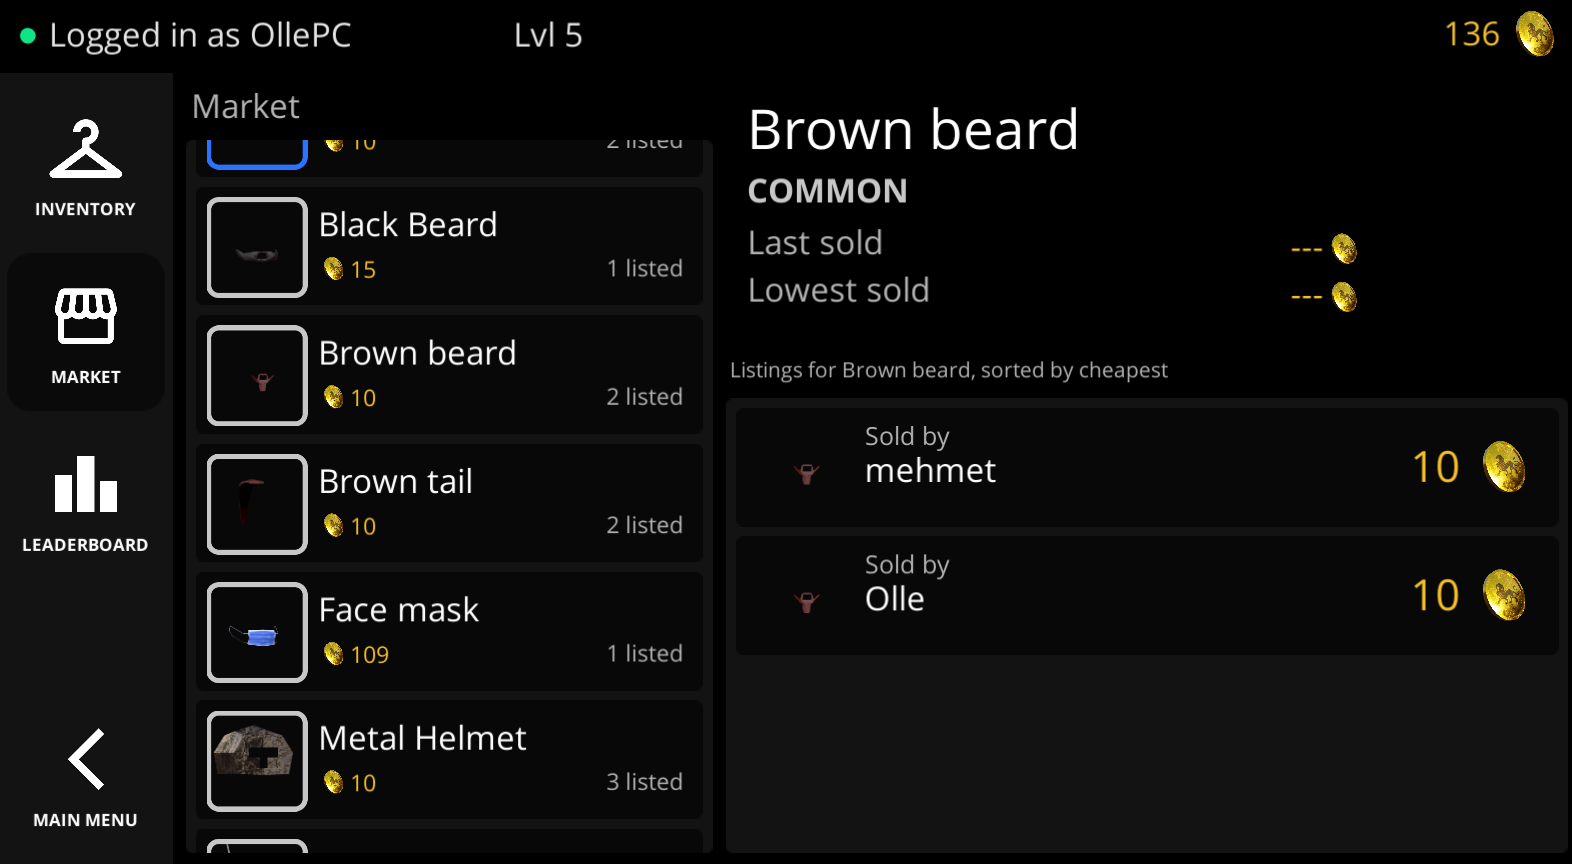 Logged in as OllePC
Lvl 5
136
INVENTORY
MARKET
LEADERBOARD
MAIN MENU
Market
10
2 listed
Black Beard
15
1 listed
Brown beard
10
2 listed
Brown tail
10
2 listed
Face mask
109
1 listed
Metal Helmet
10
3 listed
Brown beard
COMMON
Last sold
---
Lowest sold
---
Listings for Brown beard, sorted by cheapest
Sold by
mehmet
10
Sold by
Olle
10